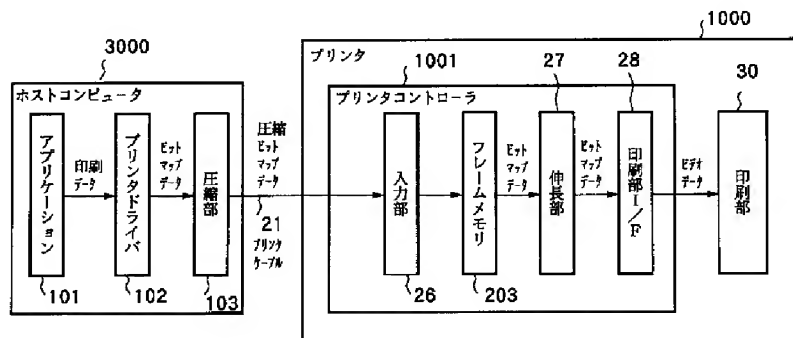 1000
3000
プリンタ
1001
27
28
30
ホストコンピュータ
プリンタコントローラ
アプリケーション
印刷
データ
プリンタドライバ
ビット
マップ
データ
圧縮部
圧縮
ビット
マップ
データ
21
プリンタ
ケーブル
入力部
フレームメモリ
ビット
マップ
データ
伸長部
ビット
マップ
データ
印刷部I/F
ビデオ
データ
印刷部
101
102
103
26
203